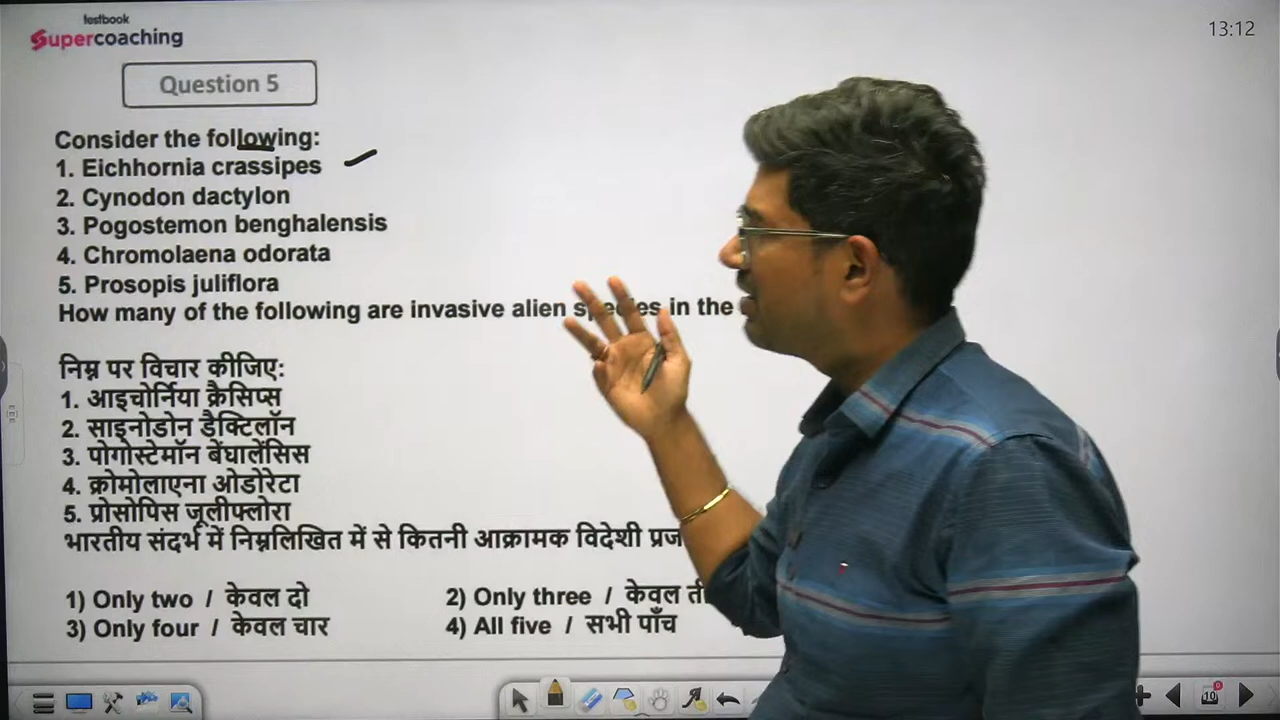 testbook
Supercoaching
13:12
Question 5
Consider the following:
1. Eichhornia crassipes
2. Cynodon dactylon
3. Pogostemon benghalensis
4. Chromolaena odorata
5. Prosopis juliflora
How many of the following are invasive alien species in the
निम्न पर विचार कीजिए:
1. आइचोर्निया क्रैसिप्स
2. साइनोडोन डैक्टिलॉन
3. पोगोस्टेमॉन बेंघालेंसिस
4. क्रोमोलाएना ओडोरेटा
5. प्रोसोपिस जूलीफ्लोरा
भारतीय संदर्भ में निम्नलिखित में से कितनी आक्रामक विदेशी
1) Only two / केवल दो
2) Only three / केवल
3) Only four / केवल चार
4) All five / सभी पाँच